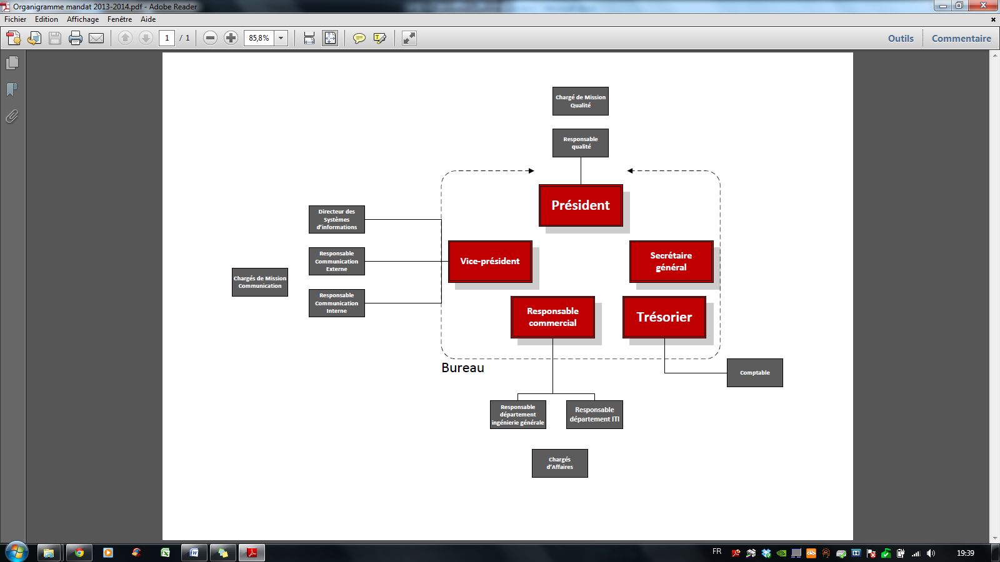 Organigramme mandat 2013-2014.pdf - Adobe Reader
Fichier Edition Affichage Fenêtre Aide
1 / 1 85,8% Outils Commentaire
Chargé de Mission
Qualité
Responsable
qualité
Président
Directeur des
Systèmes
d'informations
Responsable
Communication
Externe
Responsable
Communication
Interne
Chargés de Mission
Communication
Vice-président
Secrétaire
général
Responsable
commercial
Trésorier
Bureau
Comptable
Responsable
département
ingénierie générale
Responsable
département ITI
Chargés
d'Affaires
FR 19:39